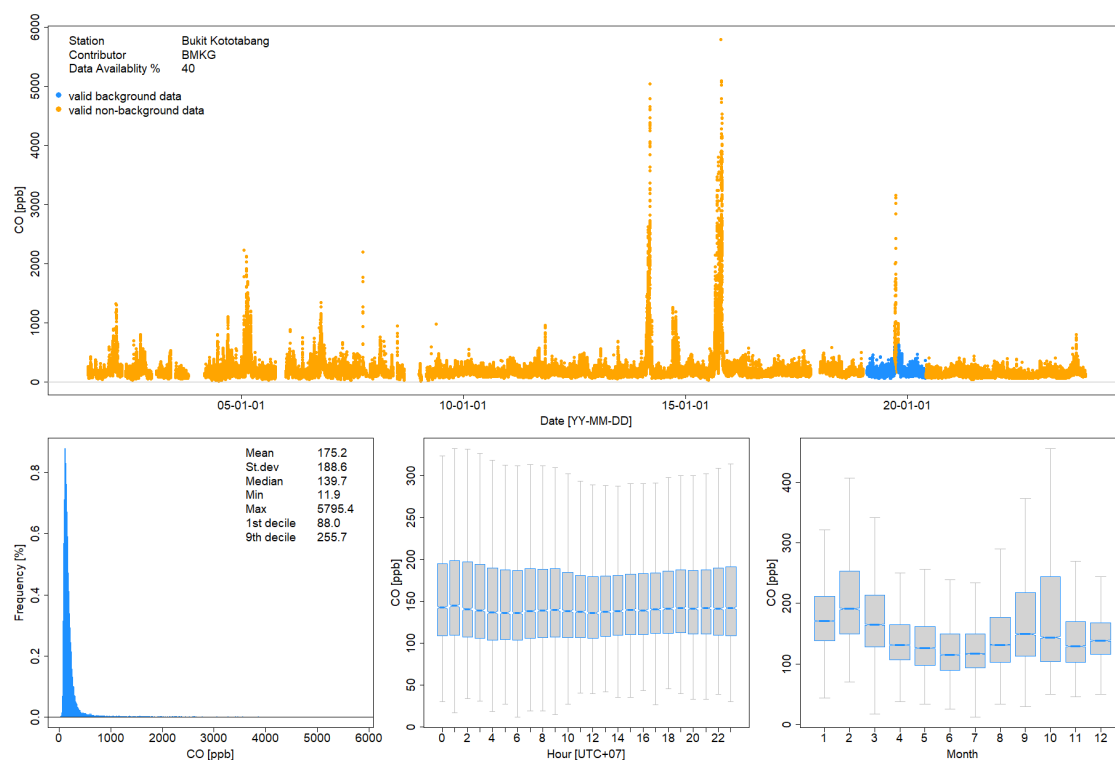 Station Bukit Kototabang
Contributor BMKG
Data Availablity % 40
valid background data
valid non-background data
CO [ppb]
6000
5000
4000
3000
2000
1000
0
05-01-01 10-01-01 15-01-01 20-01-01
Date [YY-MM-DD]
Mean 175.2
St.dev 188.6
Median 139.7
Min 11.9
Max 5795.4
1st decile 88.0
9th decile 255.7
Frequency [%]
0.8
0.6
0.4
0.2
0.0
0 1000 2000 3000 4000 5000 6000
CO [ppb]
CO [ppb]
300
250
200
150
100
50
0
0 1 2 4 6 8 10 12 14 16 18 20 22
Hour [UTC+07]
CO [ppb]
400
300
200
100
0
1 2 3 4 5 6 7 8 9 10 11 12
Month